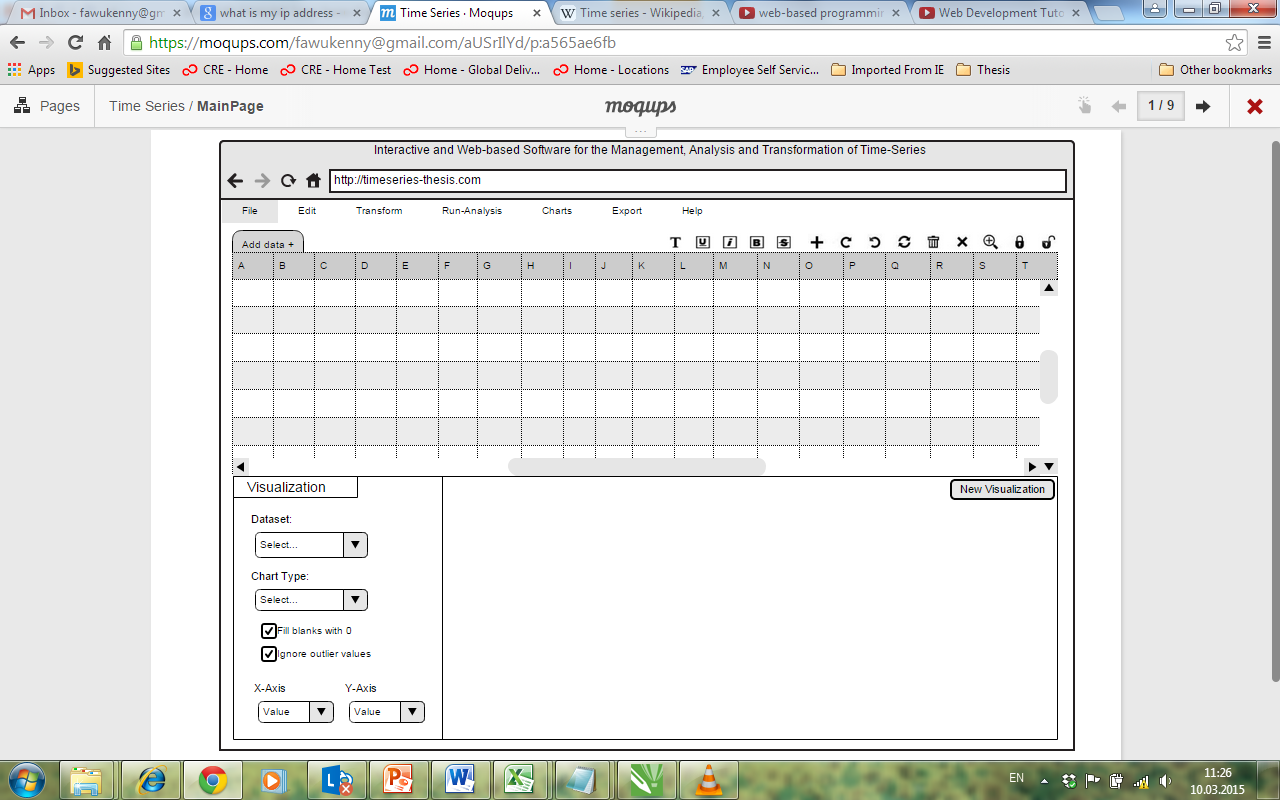 Inbox - fawukenny@gm
what is my ip address -
Time Series · Moqups
Time series - Wikipedia,
web-based programmin
Web Development Tuto
https://moqups.com/fawukenny@gmail.com/aUSrIlYd/p:a565ae6fb
Apps Suggested Sites CRE - Home CRE - Home Test Home - Global Deliv... Home - Locations Employee Self Servic... Imported From IE Thesis Other bookmarks
Pages Time Series / MainPage moqups 1 / 9
Interactive and Web-based Software for the Management, Analysis and Transformation of Time-Series
http://timeseries-thesis.com
File Edit Transform Run-Analysis Charts Export Help
Add data + T U i B S
A B C D E F G H I J K L M N O P Q R S T
Visualization New Visualization
Dataset:
Select...
Chart Type:
Select...
Fill blanks with 0
Ignore outlier values
X-Axis Y-Axis
Value Value
EN 11:26
10.03.2015